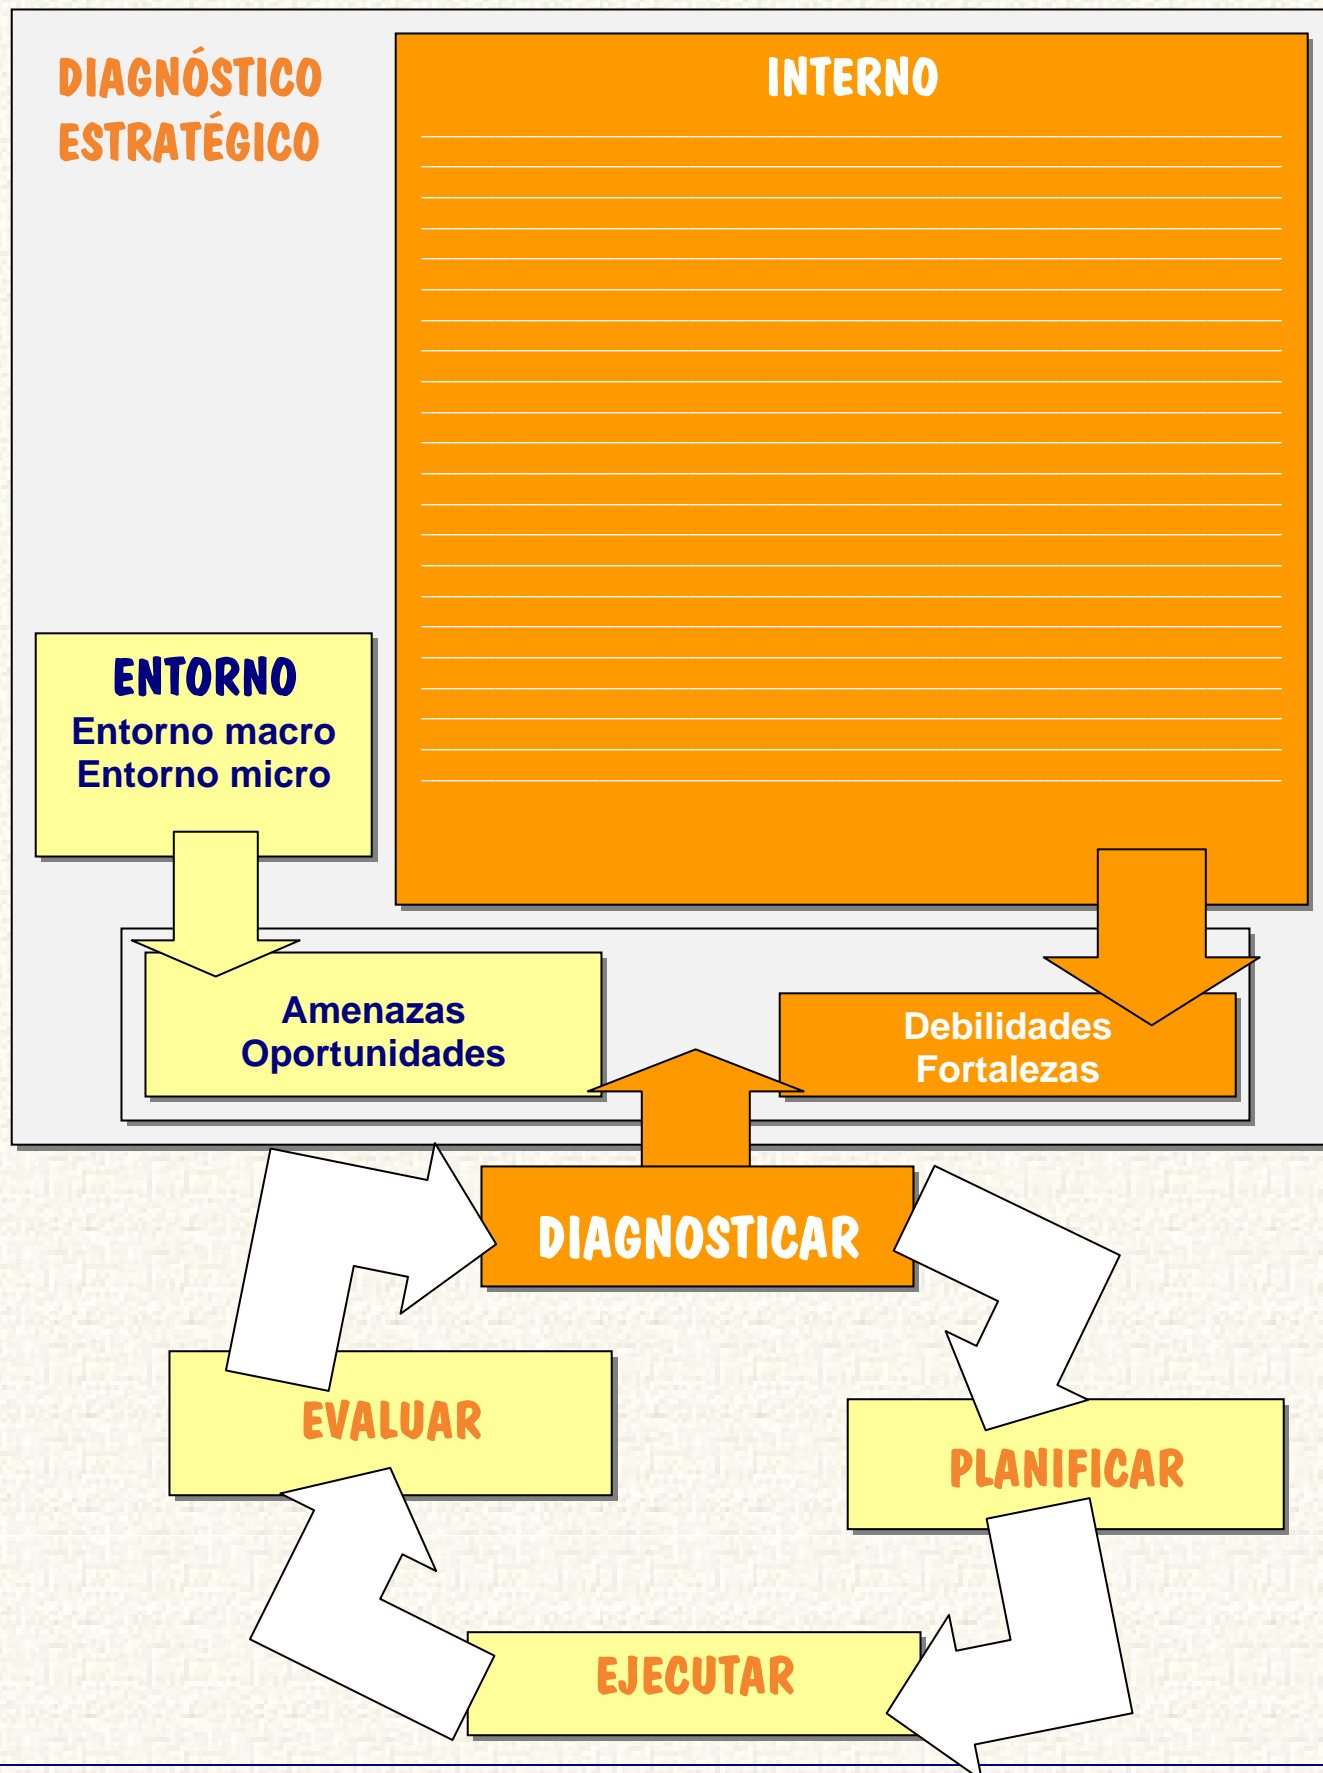 DIAGNÓSTICO
ESTRATÉGICO
INTERNO
ENTORNO
Entorno macro
Entorno micro
Amenazas
Oportunidades
Debilidades
Fortalezas
DIAGNOSTICAR
EVALUAR
PLANIFICAR
EJECUTAR